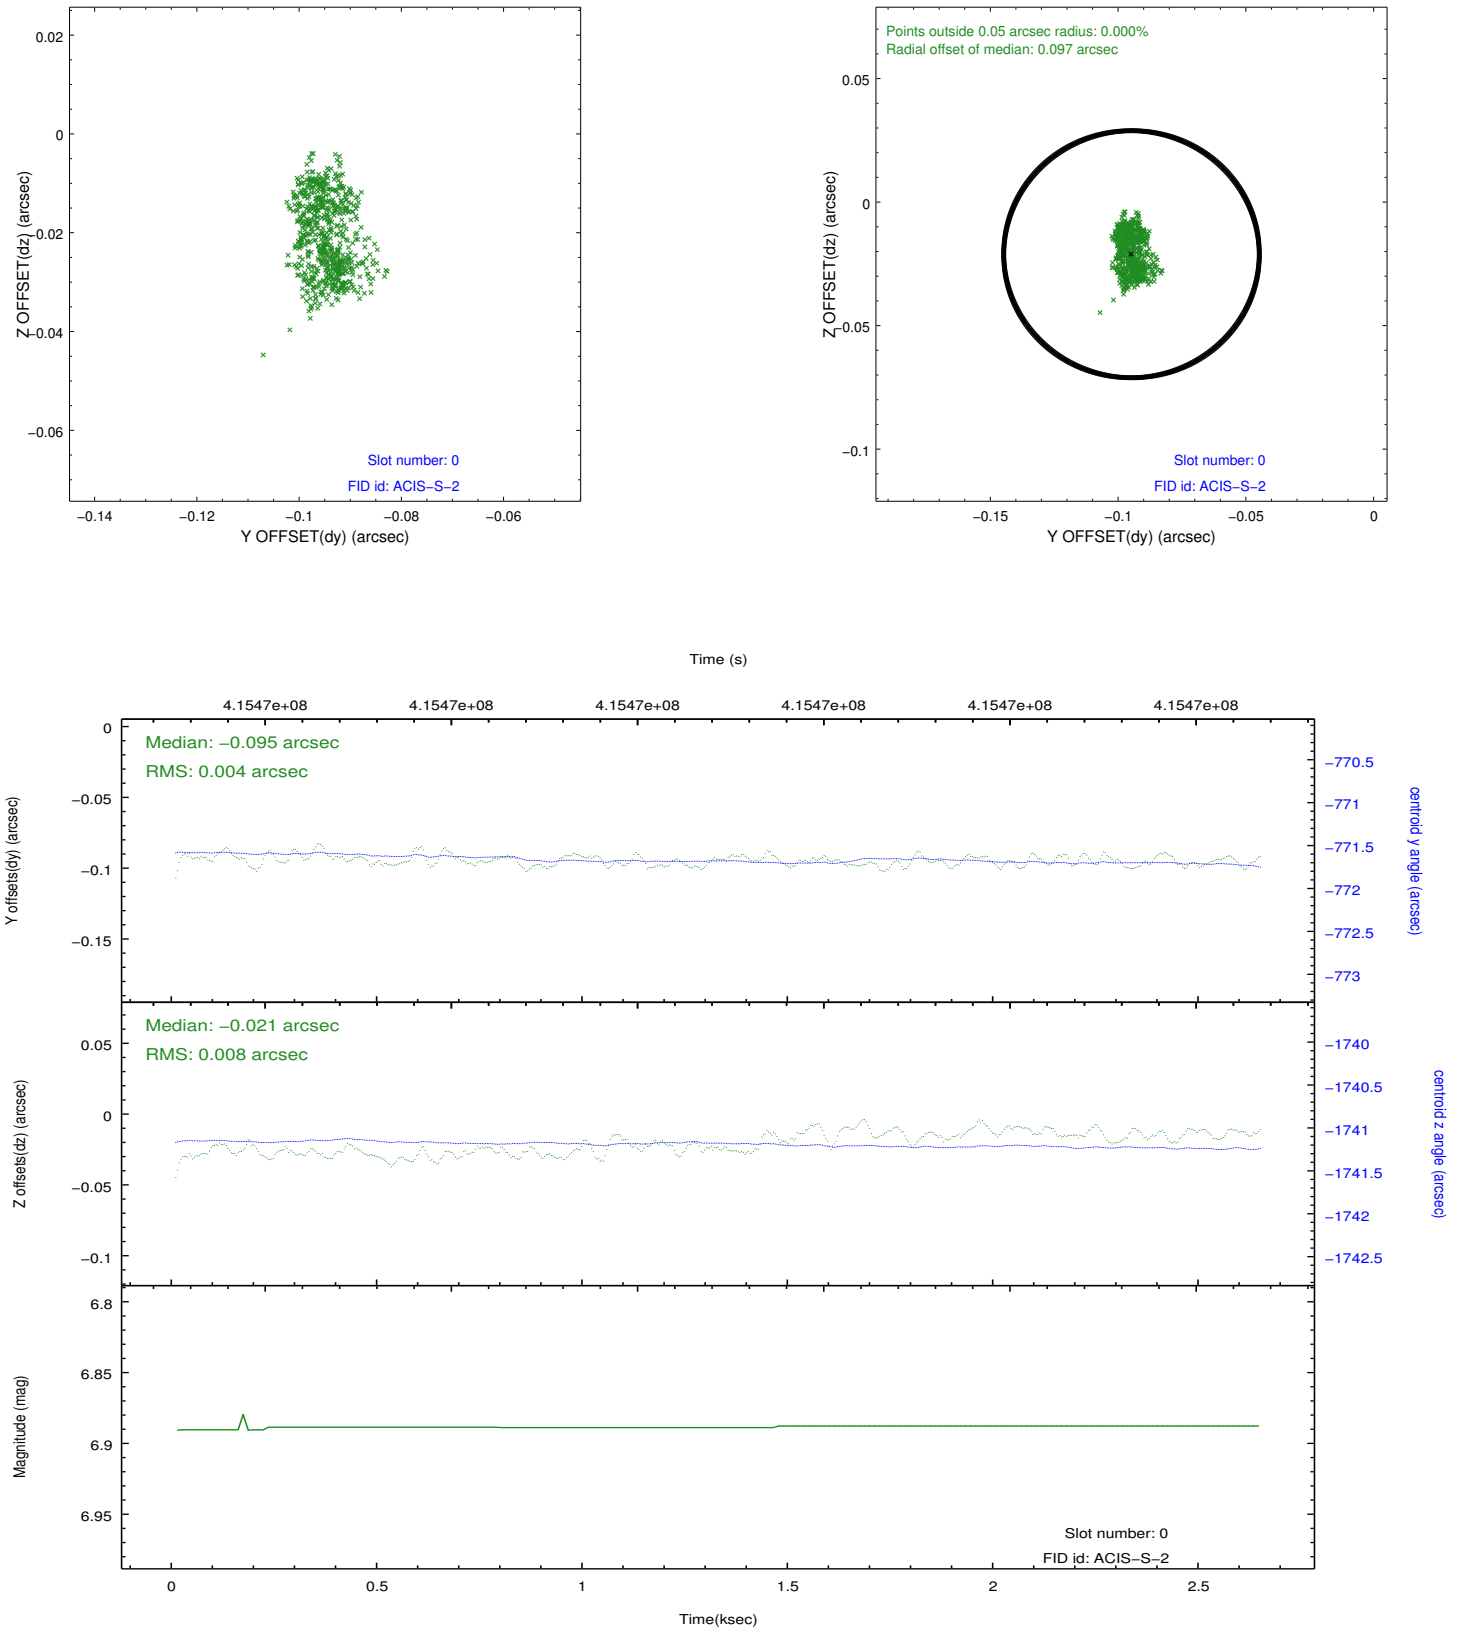 0.02
0
−0.02
−0.04
−0.06
Z OFFSET(dz) (arcsec)
Slot number: 0
FID id: ACIS−S−2
−0.14 −0.12 −0.1 −0.08 −0.06
Y OFFSET(dy) (arcsec)
Points outside 0.05 arcsec radius: 0.000%
Radial offset of median: 0.097 arcsec
0.05
0
−0.05
−0.1
Z OFFSET(dz) (arcsec)
Slot number: 0
FID id: ACIS−S−2
−0.15 −0.1 −0.05 0
Y OFFSET(dy) (arcsec)
Time (s)
4.1547e+08 4.1547e+08 4.1547e+08 4.1547e+08 4.1547e+08 4.1547e+08
Median: −0.095 arcsec
RMS: 0.004 arcsec
0
−0.05
−0.1
−0.15
Y offsets(dy) (arcsec)
−770.5
−771
−771.5
−772
−772.5
−773
centroid y angle (arcsec)
Median: −0.021 arcsec
RMS: 0.008 arcsec
0.05
0
−0.05
−0.1
Z offsets(dz) (arcsec)
−1740
−1740.5
−1741
−1741.5
−1742
−1742.5
centroid z angle (arcsec)
6.8
6.85
6.9
6.95
Magnitude (mag)
Slot number: 0
FID id: ACIS−S−2
0 0.5 1 1.5 2 2.5
Time(ksec)